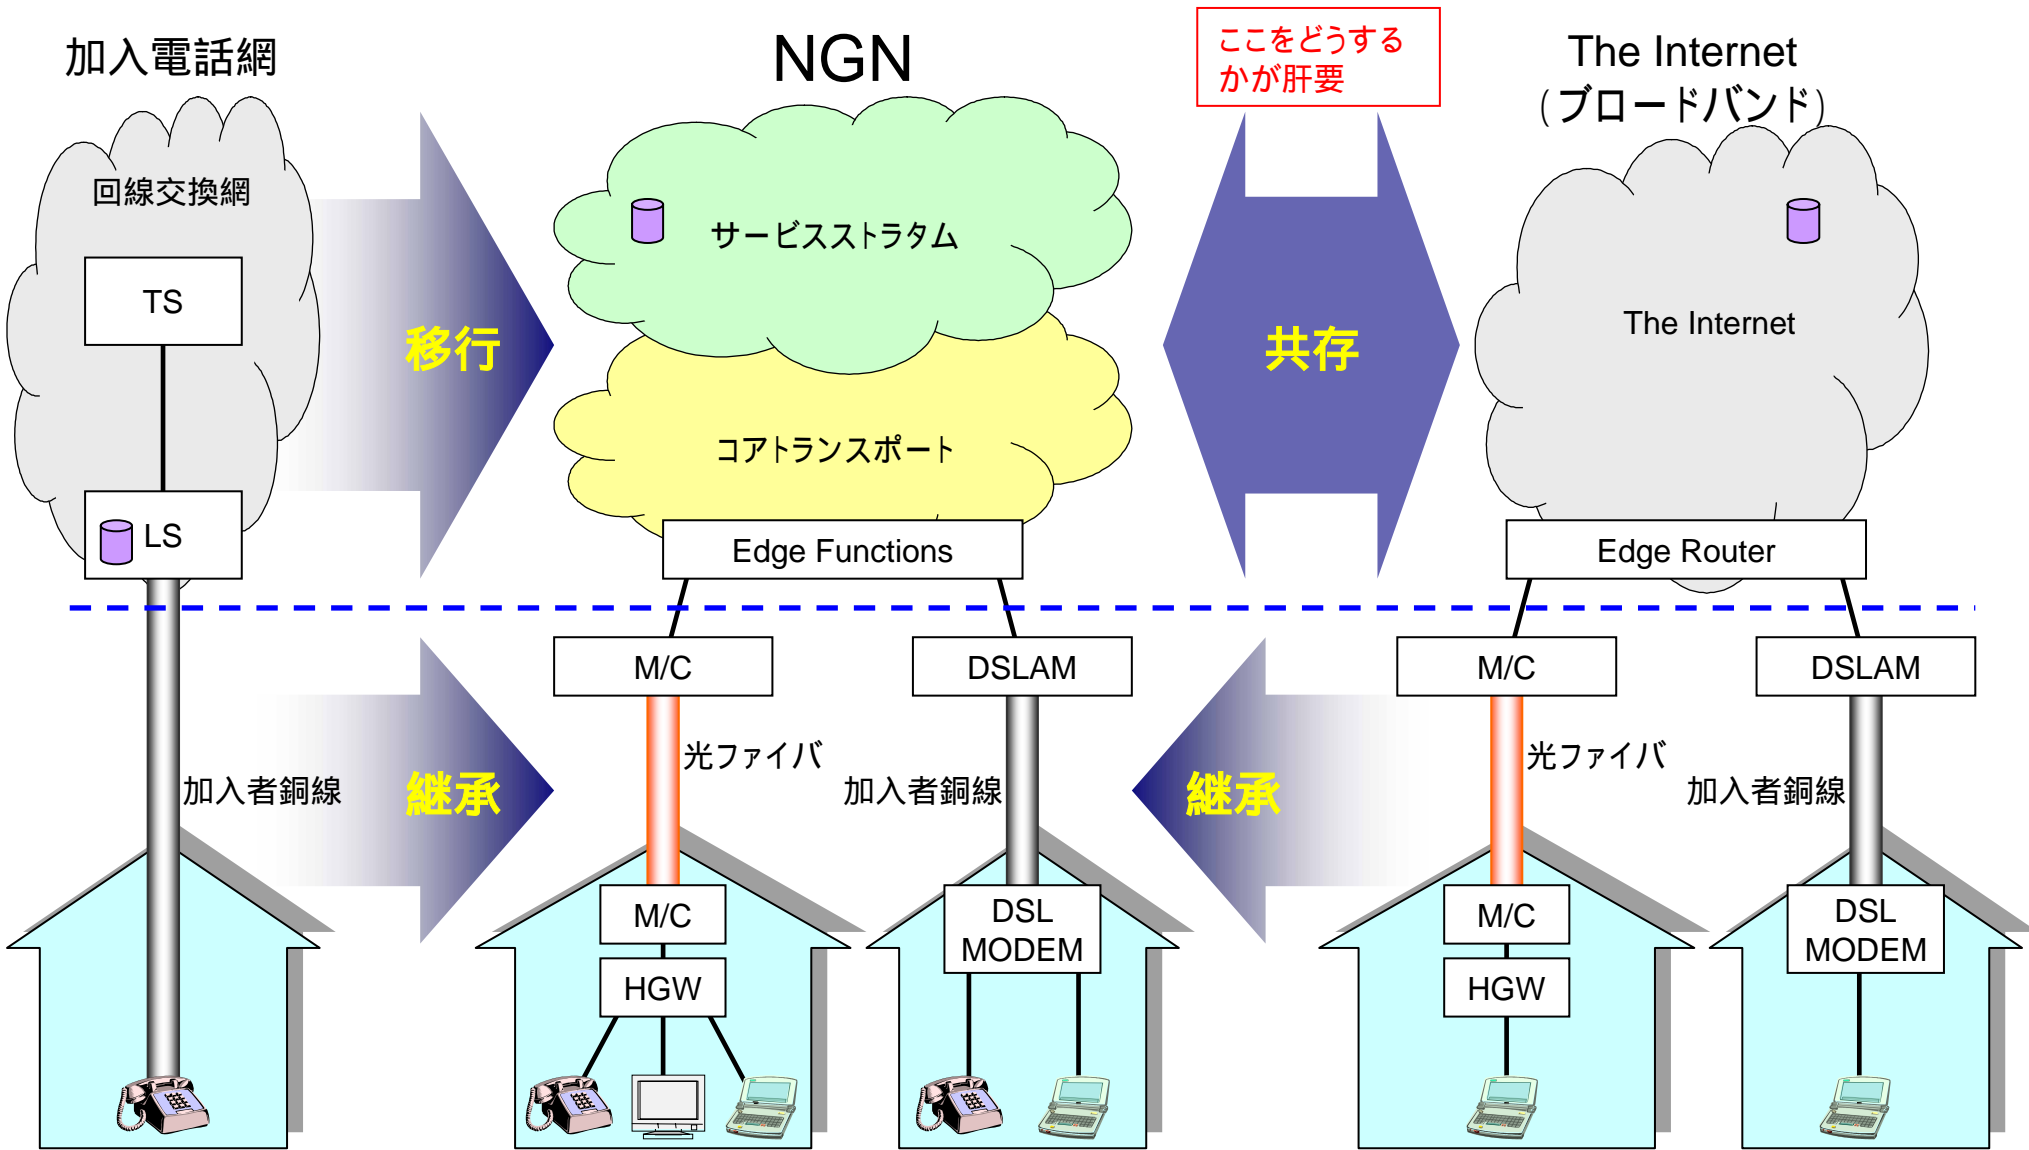 加入電話網
NGN
ここをどうする
かが肝要
The Internet
(ブロードバンド)
回線交換網
TS
LS
移行
サービスストラタム
コアトランスポート
Edge Functions
共存
The Internet
Edge Router
M/C
DSLAM
M/C
DSLAM
加入者銅線
継承
光ファイバ
加入者銅線
継承
光ファイバ
加入者銅線
M/C
HGW
DSL
MODEM
M/C
HGW
DSL
MODEM